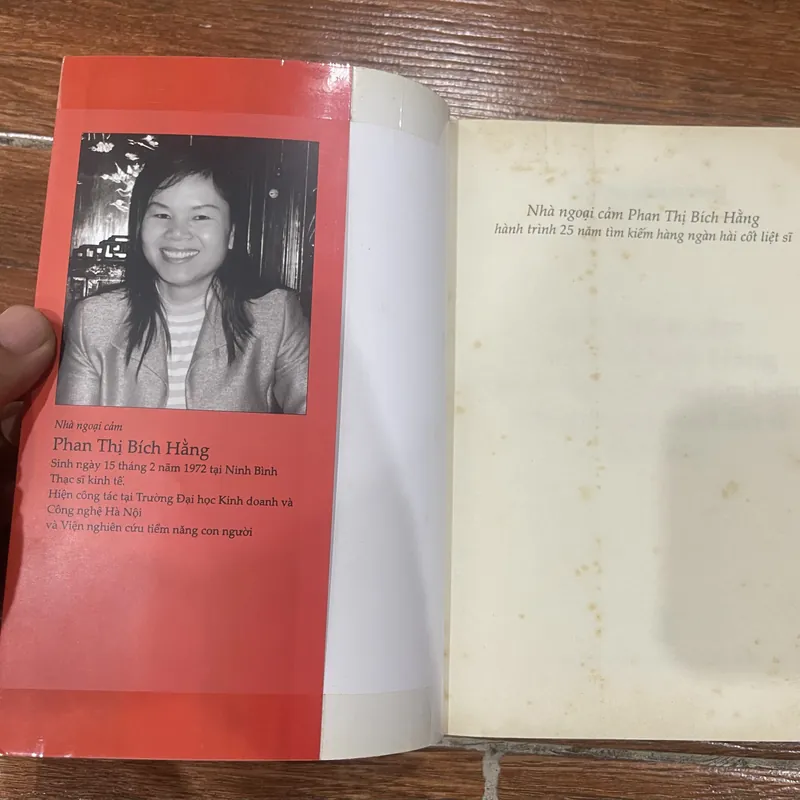 Nhà ngoại cảm
Phan Thị Bích Hằng
Sinh ngày 15 tháng 2 năm 1972 tại Ninh Bình
Thạc sĩ kinh tế.
Hiện công tác tại Trường Đại học Kinh doanh và
Công nghệ Hà Nội
và Viện nghiên cứu tiềm năng con người
Nhà ngoại cảm Phan Thị Bích Hằng
hành trình 25 năm tìm kiếm hàng ngàn hài cốt liệt sĩ